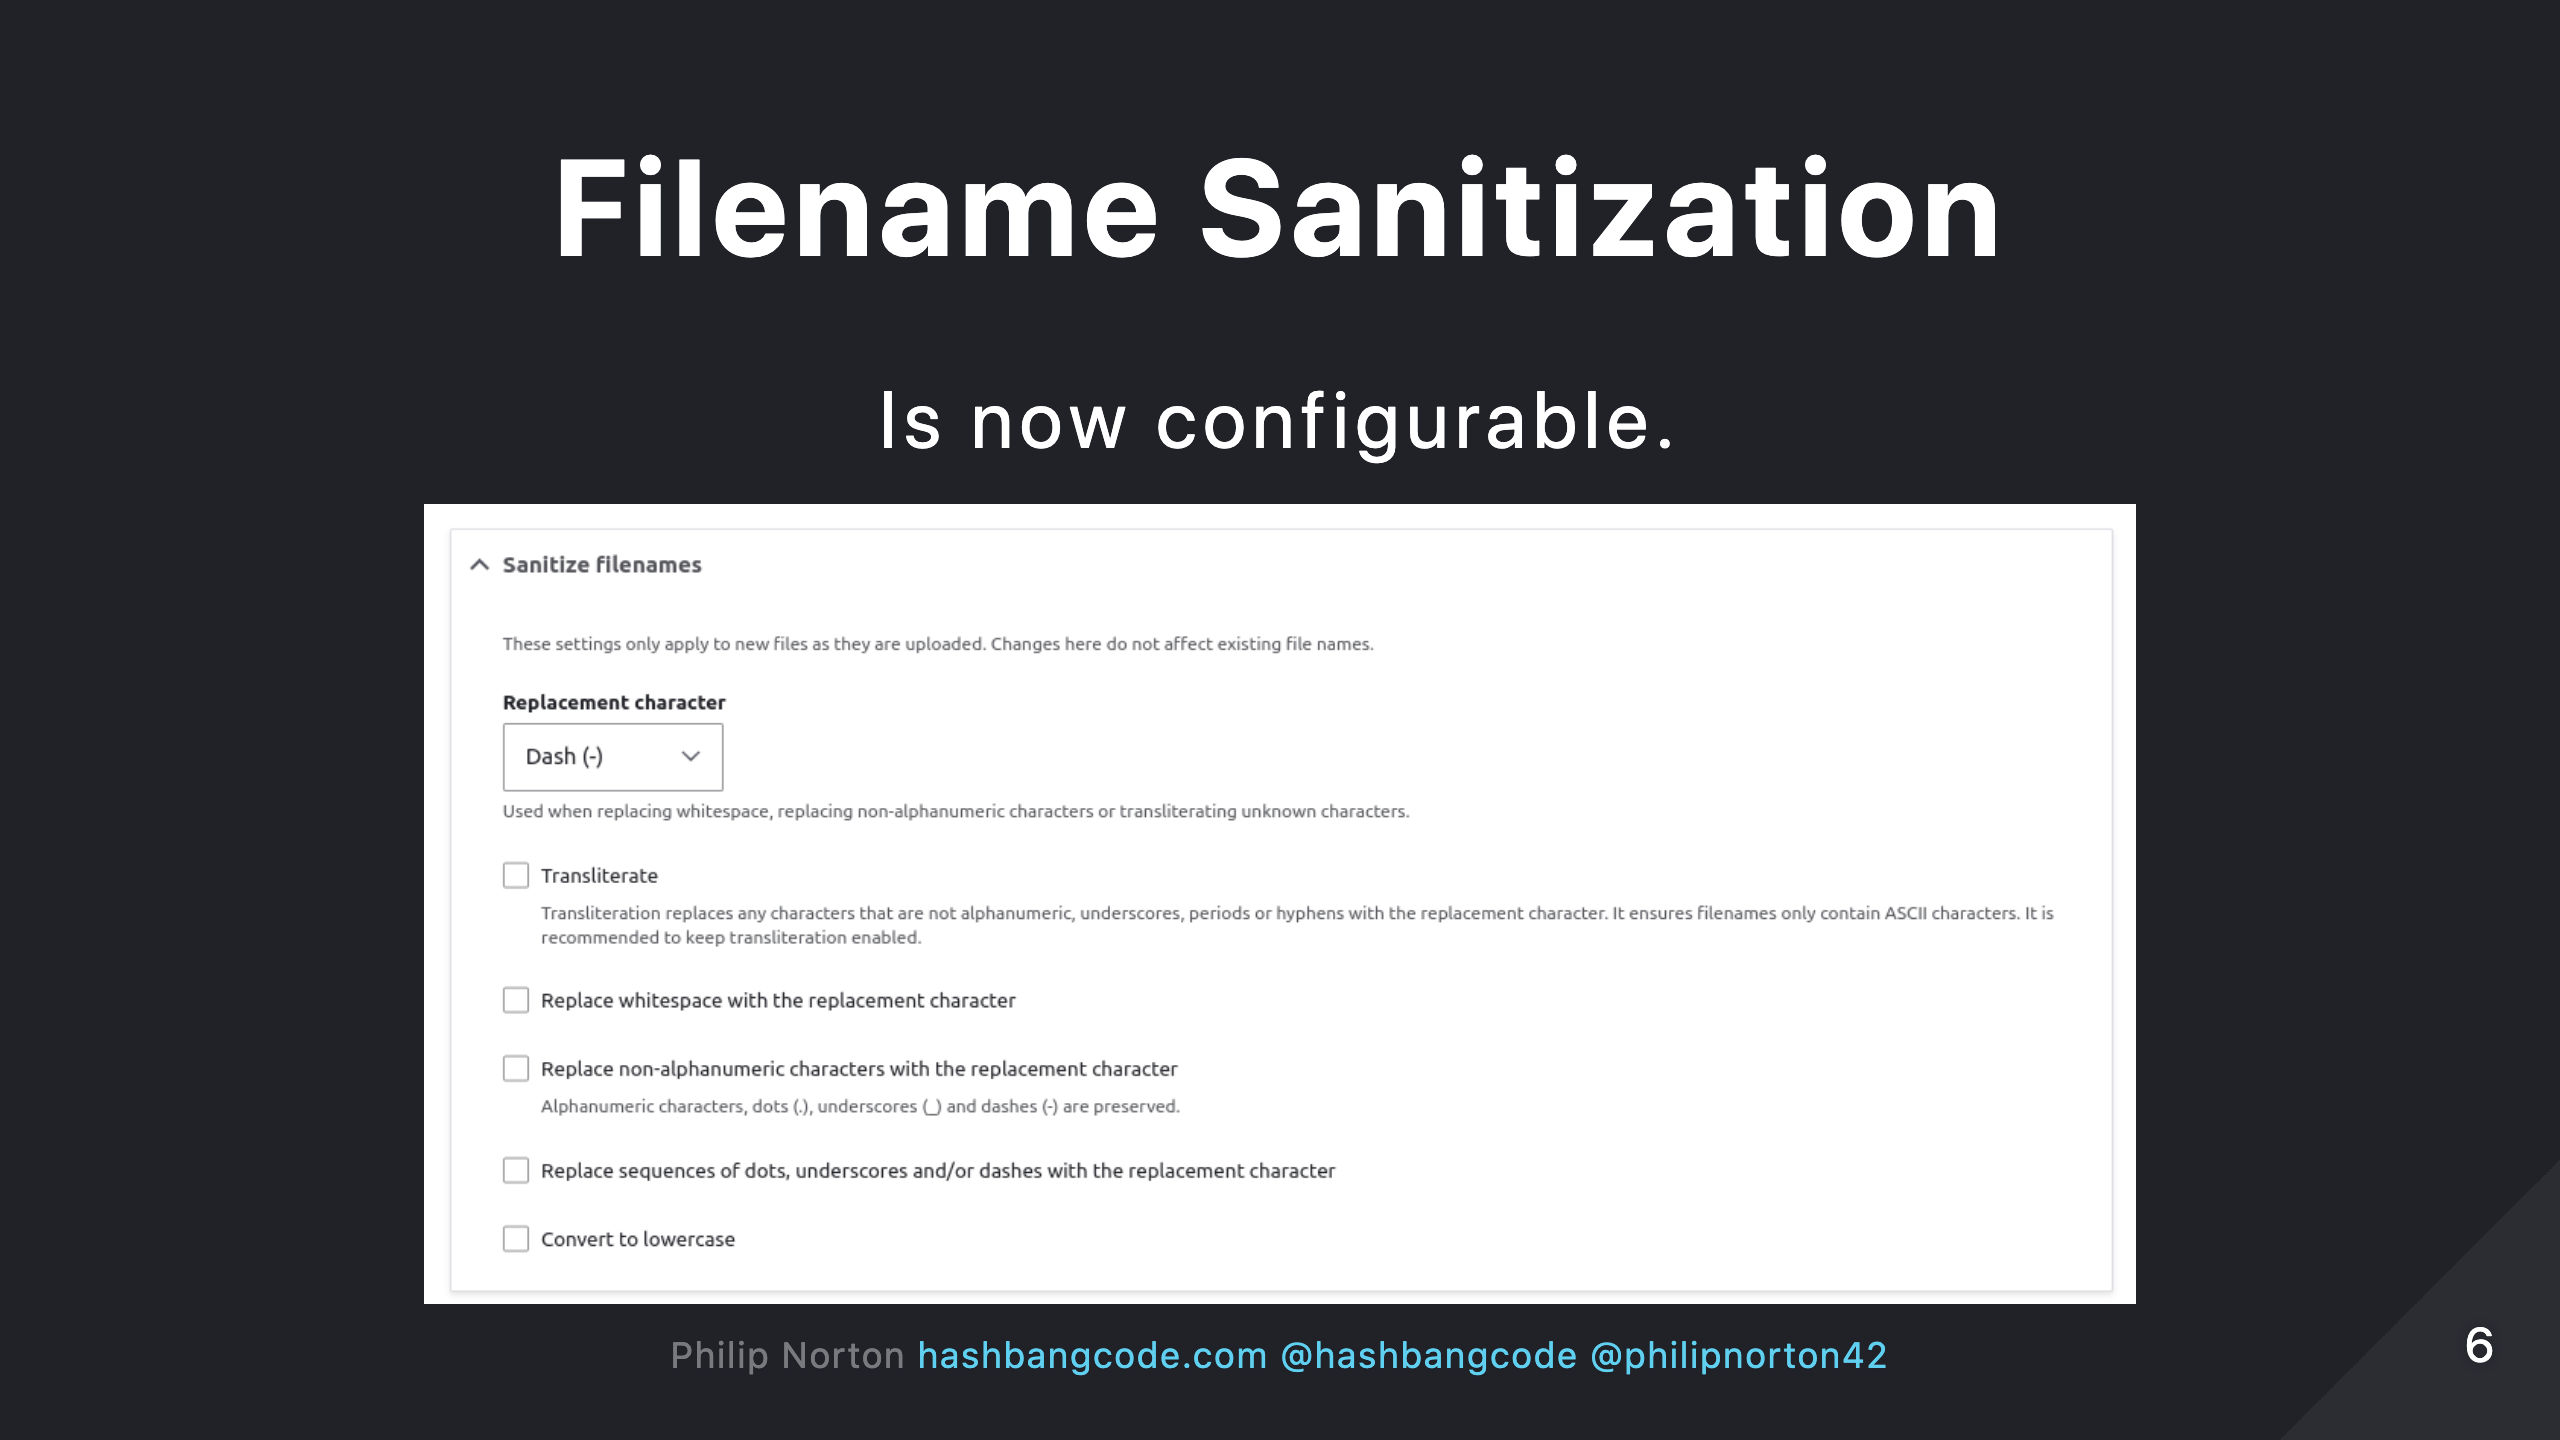 Filename Sanitization
Is now configurable.
Sanitize filenames
These settings only apply to new files as they are uploaded. Changes here do not affect existing file names.
Replacement character
Dash (-)
Used when replacing whitespace, replacing non-alphanumeric characters or transliterating unknown characters.
Transliterate
Transliteration replaces any characters that are not alphanumeric, underscores, periods or hyphens with the replacement character. It ensures filenames only contain ASCII characters. It is
recommended to keep transliteration enabled.
Replace whitespace with the replacement character
Replace non-alphanumeric characters with the replacement character
Alphanumeric characters, dots (.), underscores (_) and dashes (-) are preserved.
Replace sequences of dots, underscores and/or dashes with the replacement character
Convert to lowercase
Philip Norton hashbangcode.com @hashbangcode @philipnorton42
6